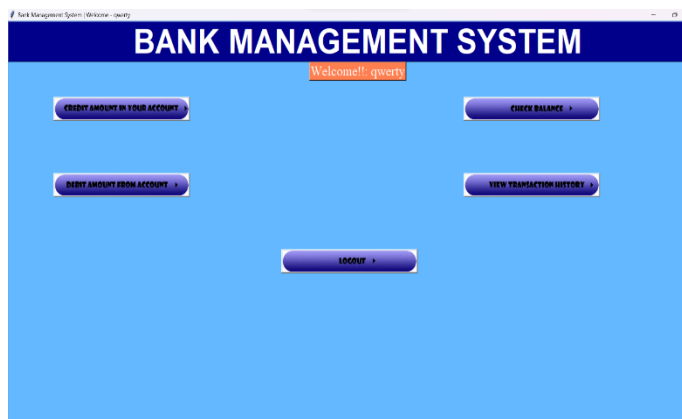 Bank Management System | Welcome - qwerty
BANK MANAGEMENT SYSTEM
Welcome!!: qwerty
CREDIT AMOUNT IN YOUR ACCOUNT
CHECK BALANCE
DEBIT AMOUNT FROM ACCOUNT
VIEW TRANSACTION HISTORY
LOGOUT